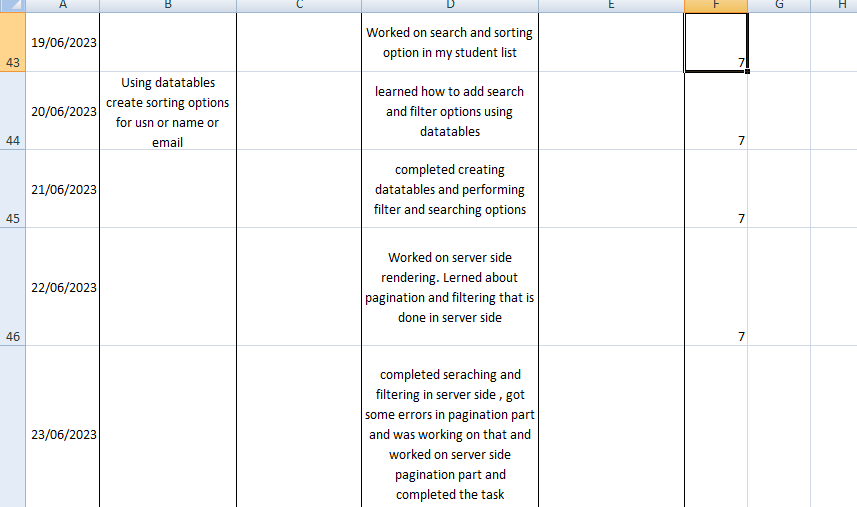 A B C D E F G H
43 19/06/2023
Worked on search and sorting
option in my student list
7
44 20/06/2023
Using datatables
create sorting options
for usn or name or
email
learned how to add search
and filter options using
datatables
7
45 21/06/2023
completed creating
datatables and performing
filter and searching options
7
46 22/06/2023
Worked on server side
rendering. Lerned about
pagination and filtering that is
done in server side
7
23/06/2023
completed seraching and
filtering in server side , got
some errors in pagination part
and was working on that and
worked on server side
pagination part and
completed the task